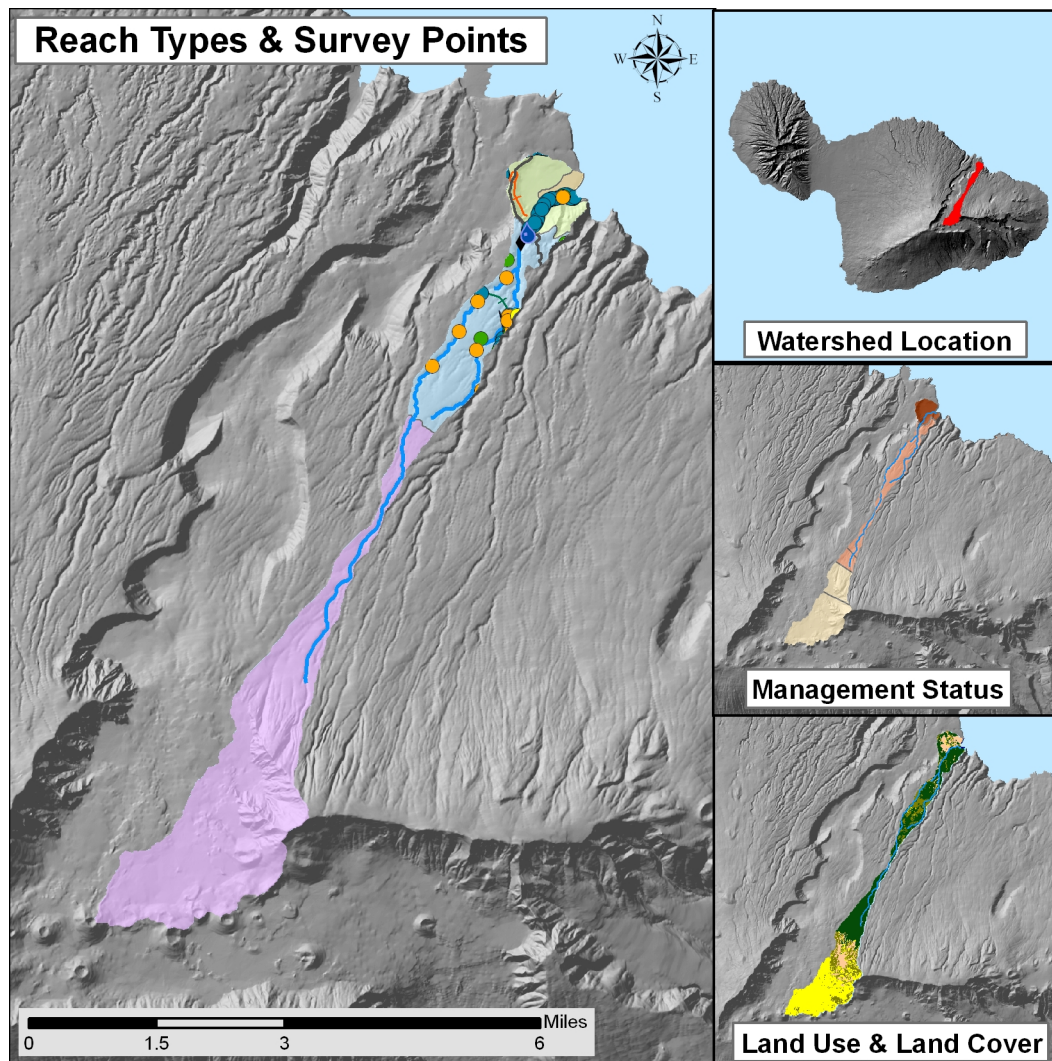 Reach Types & Survey Points
N
W E
S
Watershed Location
Management Status
Land Use & Land Cover
Miles
0 1.5 3 6